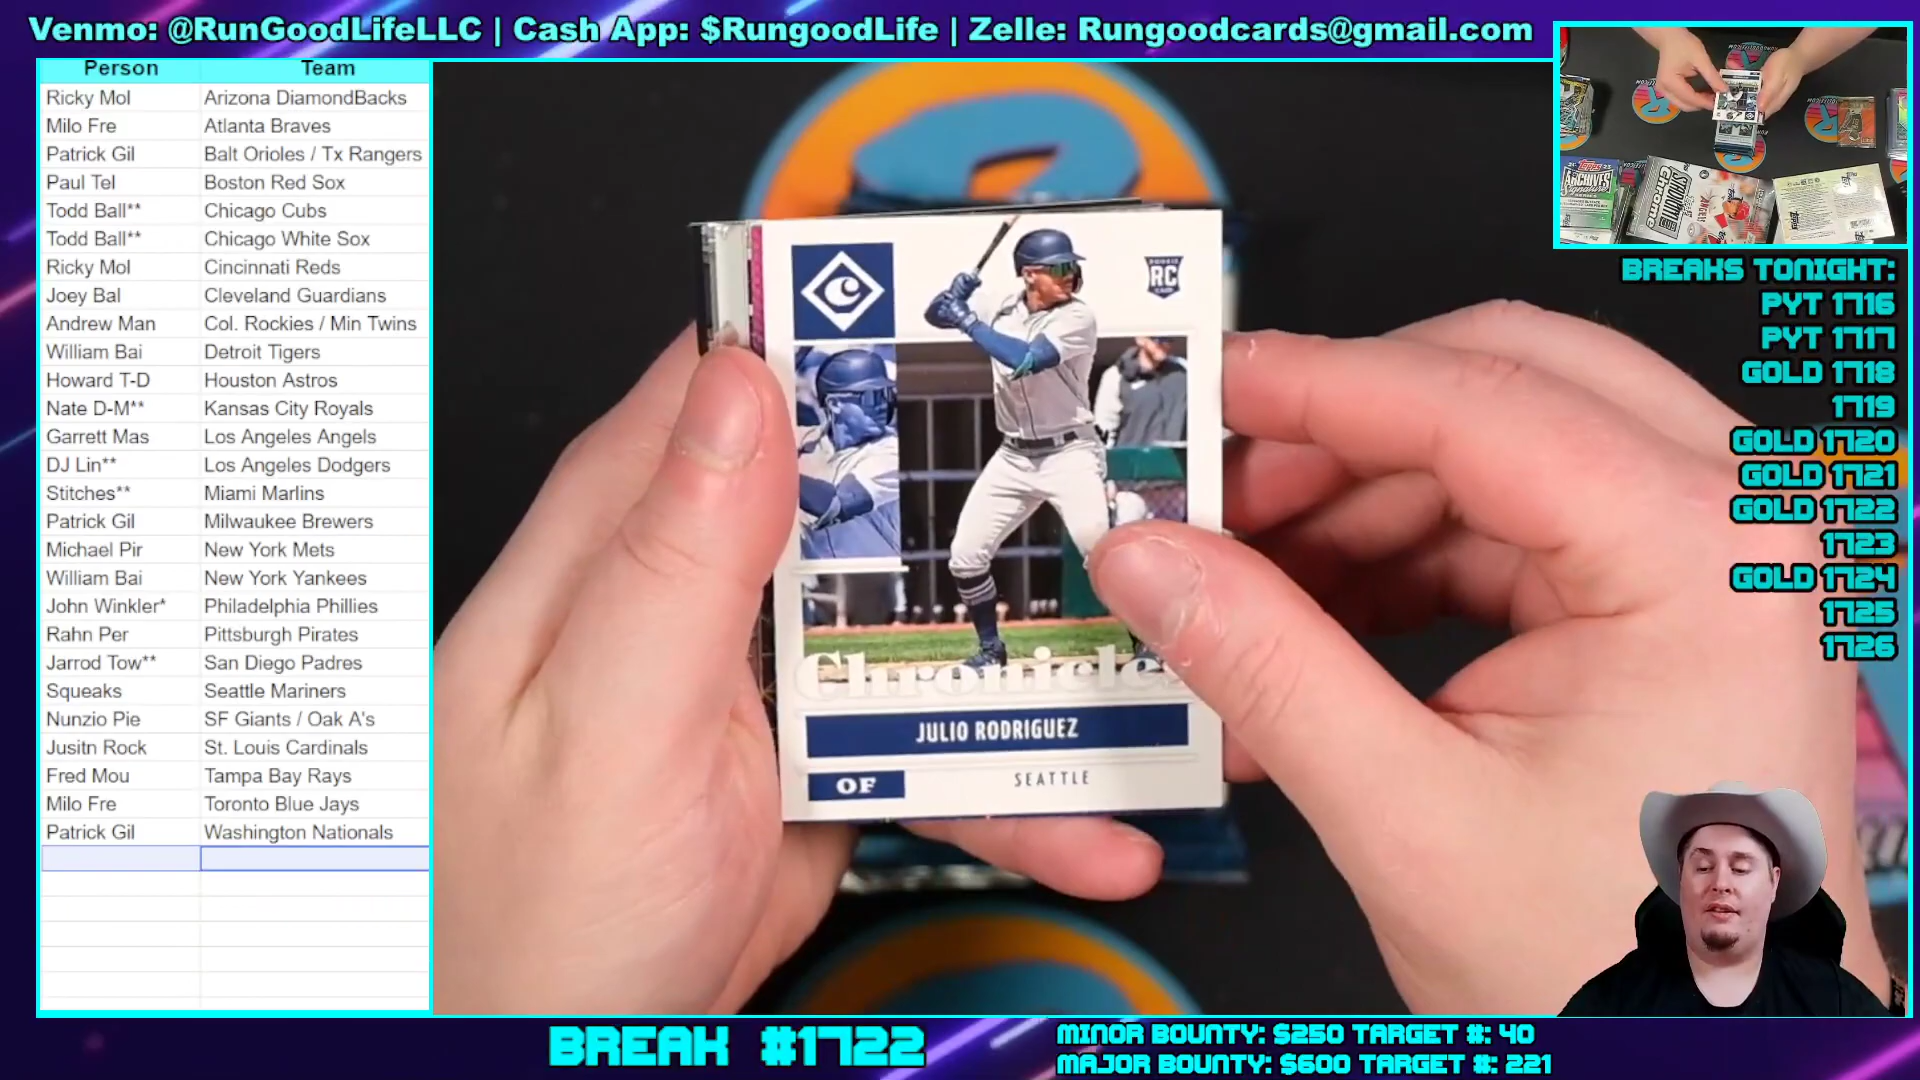 Venmo: @RunGoodLifeLLC | Cash App: $RungoodLife | Zelle: Rungoodcards@gmail.com
Person Team
Ricky Mol Arizona DiamondBacks
Milo Fre Atlanta Braves
Patrick Gil Balt Orioles / Tx Rangers
Paul Tel Boston Red Sox
Todd Ball** Chicago Cubs
Todd Ball** Chicago White Sox
Ricky Mol Cincinnati Reds
Joey Bal Cleveland Guardians
Andrew Man Col. Rockies / Min Twins
William Bai Detroit Tigers
Howard T-D Houston Astros
Nate D-M** Kansas City Royals
Garrett Mas Los Angeles Angels
DJ Lin** Los Angeles Dodgers
Stitches** Miami Marlins
Patrick Gil Milwaukee Brewers
Michael Pir New York Mets
William Bai New York Yankees
John Winkler* Philadelphia Phillies
Rahn Per Pittsburgh Pirates
Jarrod Tow** San Diego Padres
Squeaks Seattle Mariners
Nunzio Pie SF Giants / Oak A's
Jusitn Rock St. Louis Cardinals
Fred Mou Tampa Bay Rays
Milo Fre Toronto Blue Jays
Patrick Gil Washington Nationals
C
RC
Chronicles
JULIO RODRIGUEZ
OF
SEATTLE
Topps
ARCHIVES
Signature
STADIUM
CLUB
Chrome
ANGELS
BREAKS TONIGHT:
PYT 1716
PYT 1717
GOLD 1718
1719
GOLD 1720
GOLD 1721
GOLD 1722
1723
GOLD 1724
1725
1726
BREAK #1722
MINOR BOUNTY: $250 TARGET #: 40
MAJOR BOUNTY: $600 TARGET #: 221